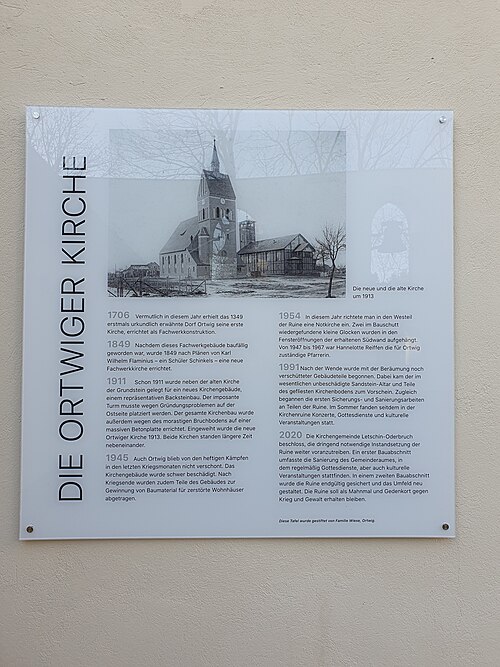 DIE ORTWIGER KIRCHE
Die neue und die alte Kirche
um 1913
1706 Vermutlich in diesem Jahr erhielt das 1349
erstmals urkundlich erwähnte Dorf Ortwig seine erste
Kirche, errichtet als Fachwerkkonstruktion.
1849 Nachdem dieses Fachwerkgebäude baufällig
geworden war, wurde 1849 nach Plänen von Karl
Wilhelm Flaminius – ein Schüler Schinkels – eine neue
Fachwerkkirche errichtet.
1911 Schon 1911 wurde neben der alten Kirche
der Grundstein gelegt für ein neues Kirchengebäude,
einem repräsentativen Backsteinbau. Der imposante
Turm musste wegen Gründungsproblemen auf der
Ostseite platziert werden. Der gesamte Kirchenbau wurde
außerdem wegen des morastigen Bruchbodens auf einer
massiven Betonplatte errichtet. Eingeweiht wurde die neue
Ortwiger Kirche 1913. Beide Kirchen standen längere Zeit
nebeneinander.
1945 Auch Ortwig blieb von den heftigen Kämpfen
in den letzten Kriegsmonaten nicht verschont. Das
Kirchengebäude wurde schwer beschädigt. Nach
Kriegsende wurden zudem Teile des Gebäudes zur
Gewinnung von Baumaterial für zerstörte Wohnhäuser
abgetragen.
1954 In diesem Jahr richtete man in den Westteil
der Ruine eine Notkirche ein. Zwei im Bauschutt
wiedergefundene kleine Glocken wurden in den
Fensteröffnungen der erhaltenen Südwand aufgehängt.
Von 1947 bis 1967 war Hannelotte Reiffen die für Ortwig
zuständige Pfarrerin.
1991 Nach der Wende wurde mit der Beräumung noch
verschütteter Gebäudeteile begonnen. Dabei kam der im
wesentlichen unbeschädigte Sandstein-Altar und Teile
des gefliesten Kirchenbodens zum Vorschein. Zugleich
begannen die ersten Sicherungs- und Sanierungsarbeiten
an Teilen der Ruine. Im Sommer fanden seitdem in der
Kirchenruine Konzerte, Gottesdienste und kulturelle
Veranstaltungen statt.
2020 Die Kirchengemeinde Letschin-Oderbruch
beschloss, die dringend notwendige Instandsetzung der
Ruine weiter voranzutreiben. Ein erster Bauabschnitt
umfasste die Sanierung des Gemeinderaumes, in
dem regelmäßig Gottesdienste, aber auch kulturelle
Veranstaltungen stattfinden. In einem zweiten Bauabschnitt
wurde die Ruine endgültig gesichert und das Umfeld neu
gestaltet. Die Ruine soll als Mahnmal und Gedenkort gegen
Krieg und Gewalt erhalten bleiben.
Diese Tafel wurde gestiftet von Familie Wiese, Ortwig.